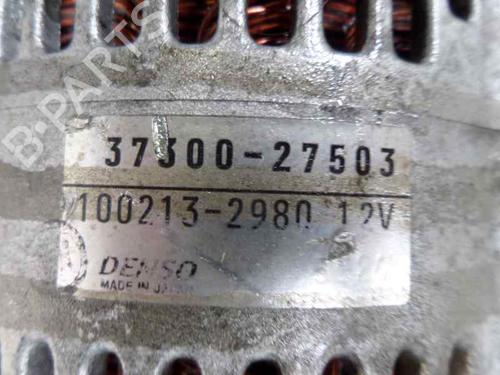 B-PARTS
37300-27503
100213-2980 12V
DENSO
MADE IN JAPAN